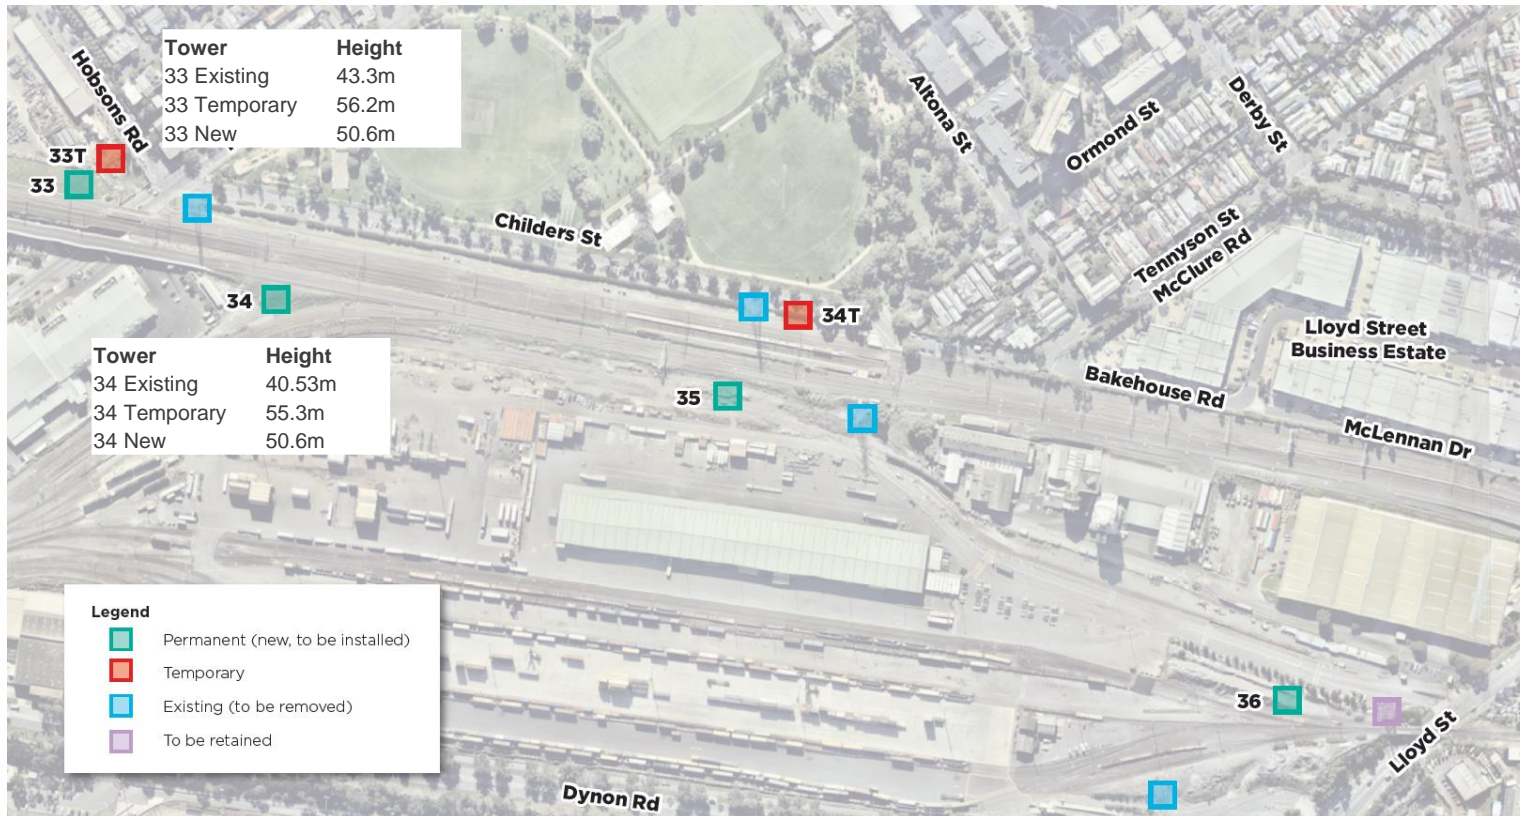 Tower Height
33 Existing 43.3m
33 Temporary 56.2m
33 New 50.6m
Hobsons Rd
33T
33
Childers St
Altona St
Ormond St
Derby St
Tennyson St
McClure Rd
Lloyd Street
Business Estate
34
34T
Tower Height
34 Existing 40.53m
34 Temporary 55.3m
34 New 50.6m
35
Bakehouse Rd
McLennan Dr
Legend
Permanent (new, to be installed)
Temporary
Existing (to be removed)
To be retained
36
Lloyd St
Dynon Rd